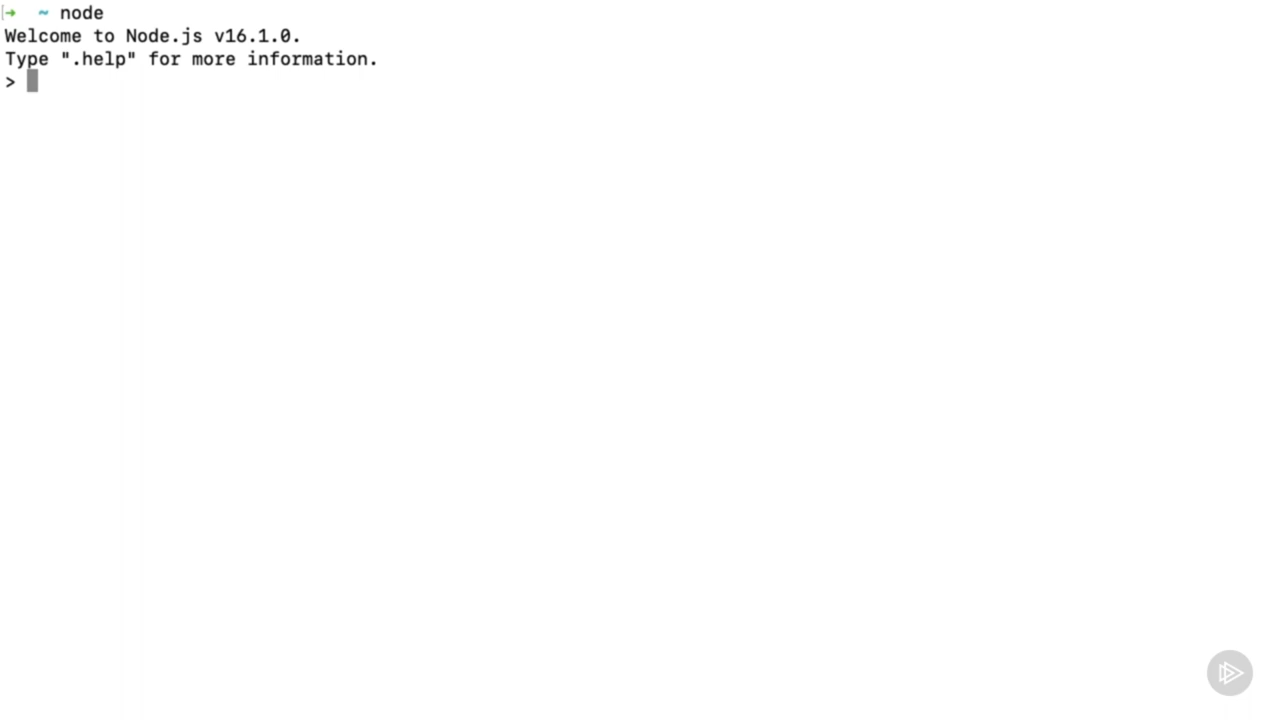 ➜  ~ node
Welcome to Node.js v16.1.0.
Type ".help" for more information.
>